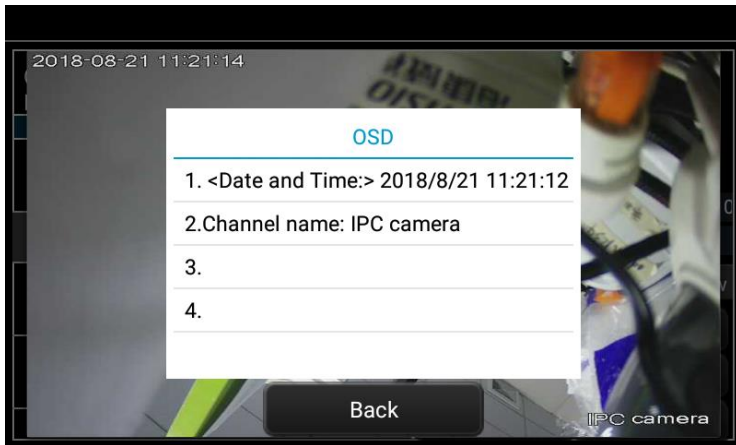 2018-08-21 11:21:14
OSD
1. <Date and Time:> 2018/8/21 11:21:12
2.Channel name: IPC camera
3.
4.
Back
IPC camera